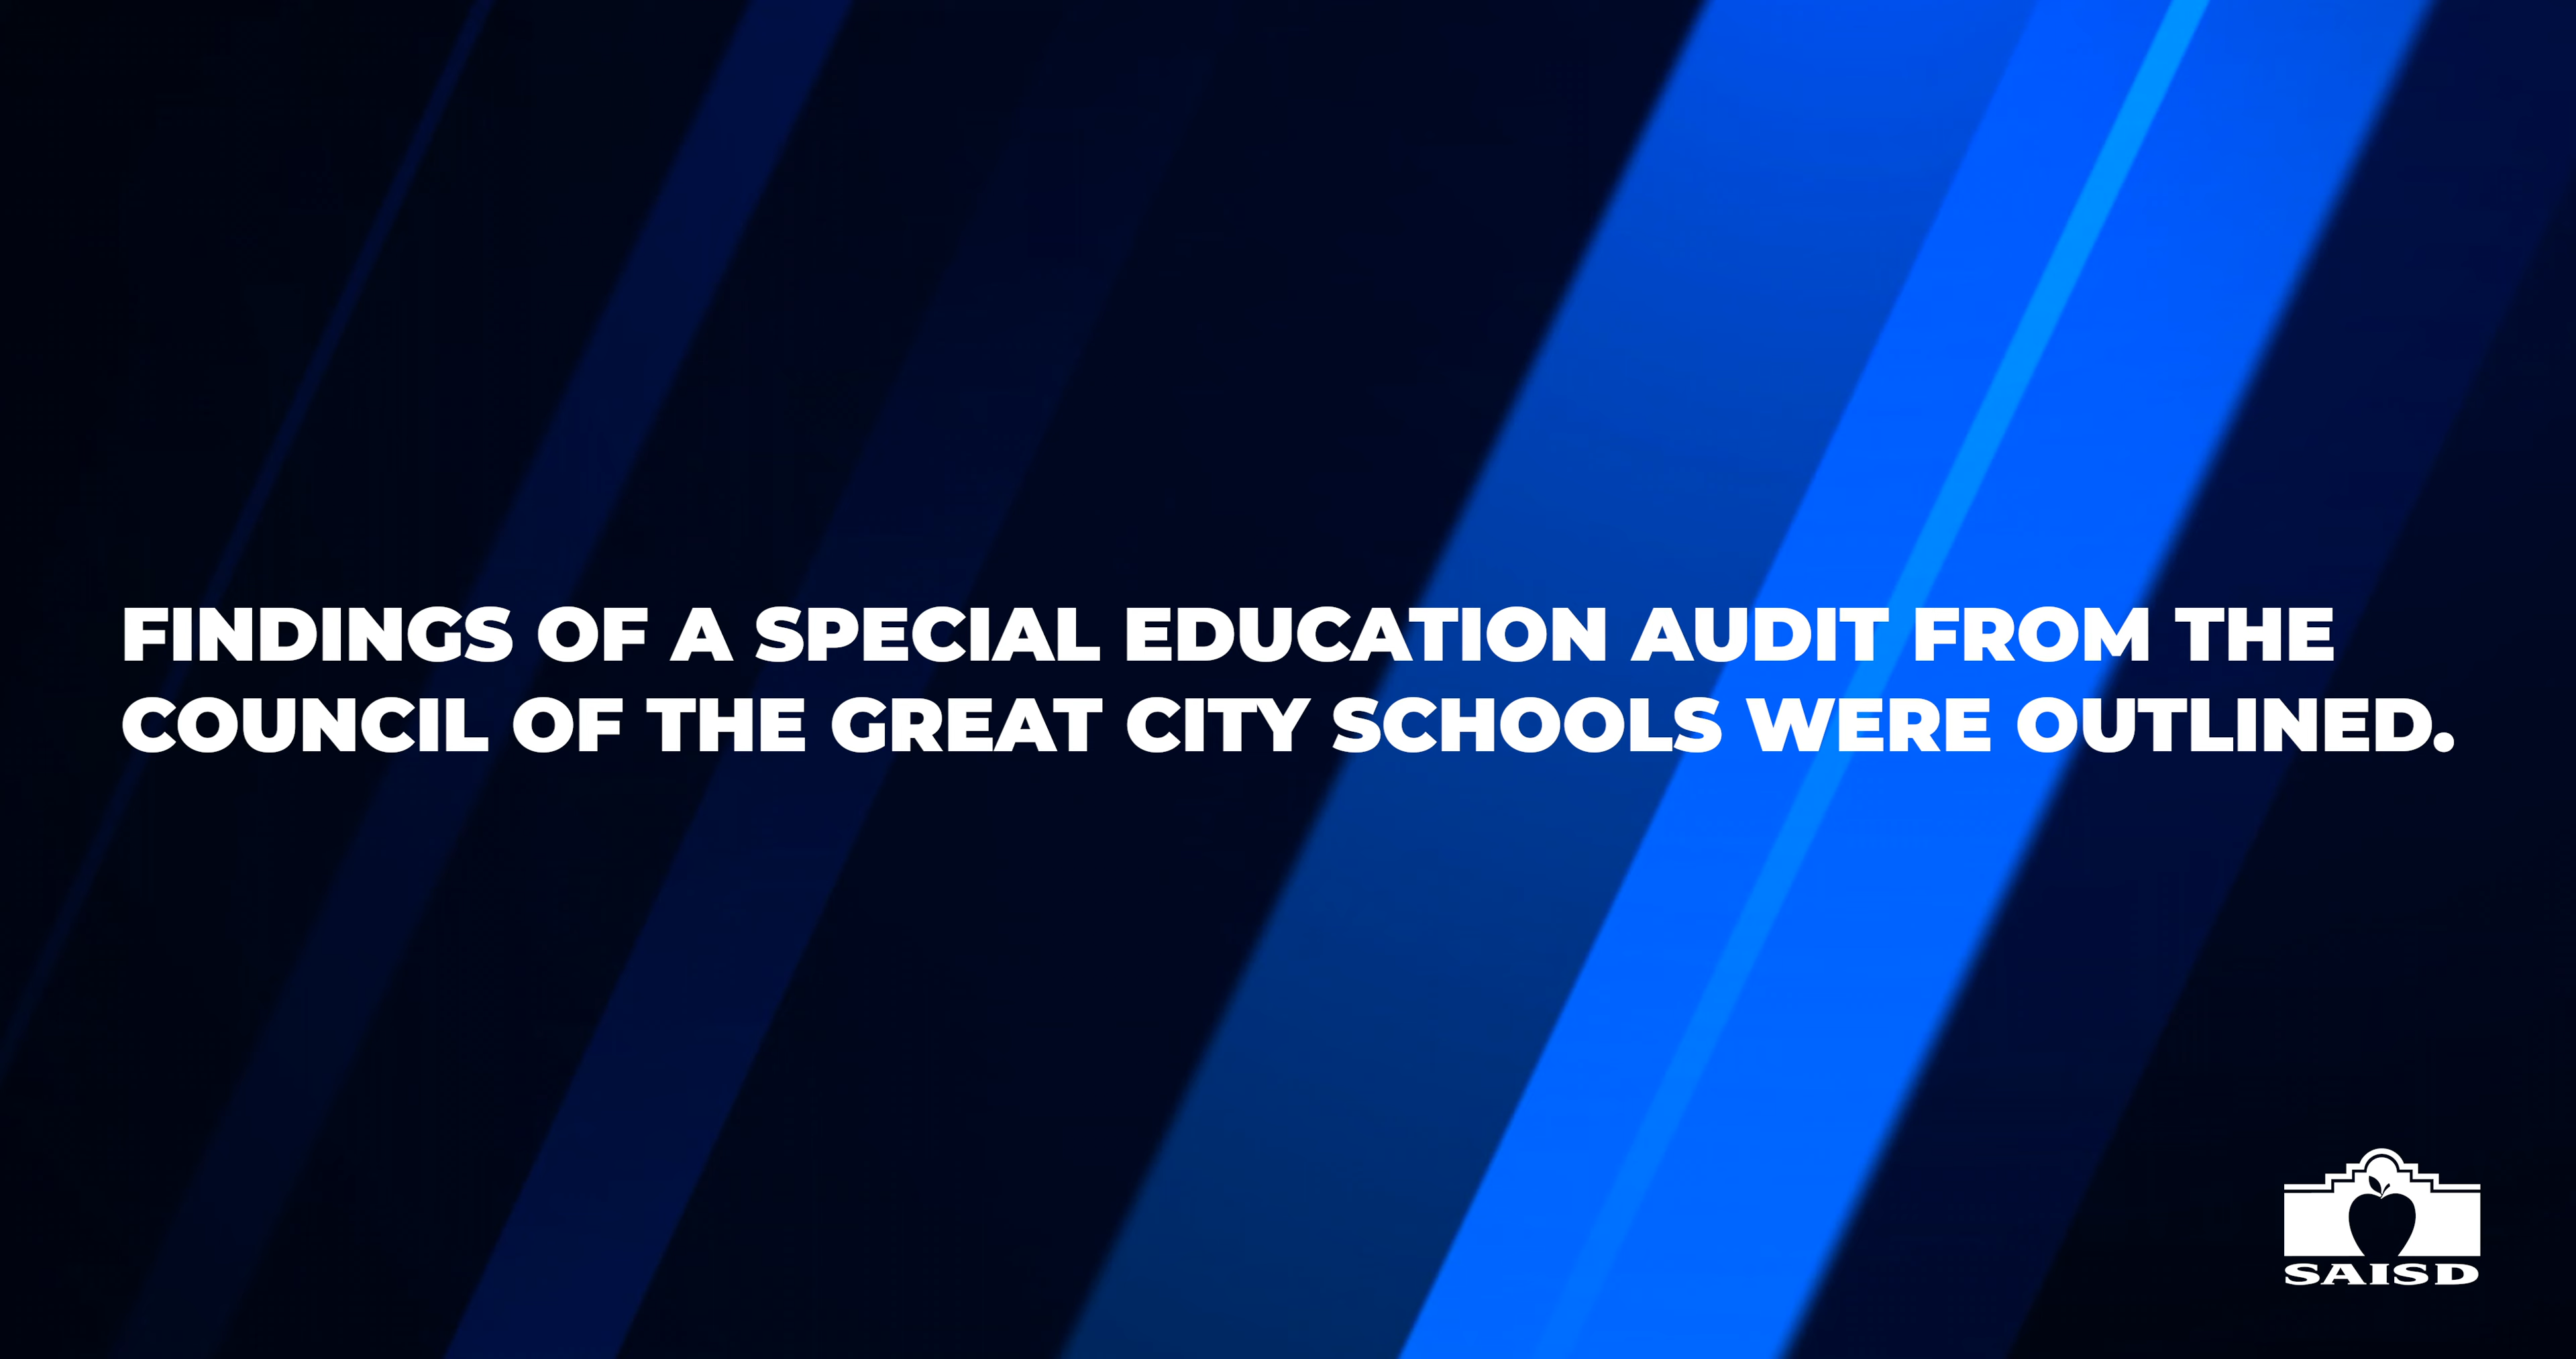 FINDINGS OF A SPECIAL EDUCATION AUDIT FROM THE
COUNCIL OF THE GREAT CITY SCHOOLS WERE OUTLINED.
SAISD